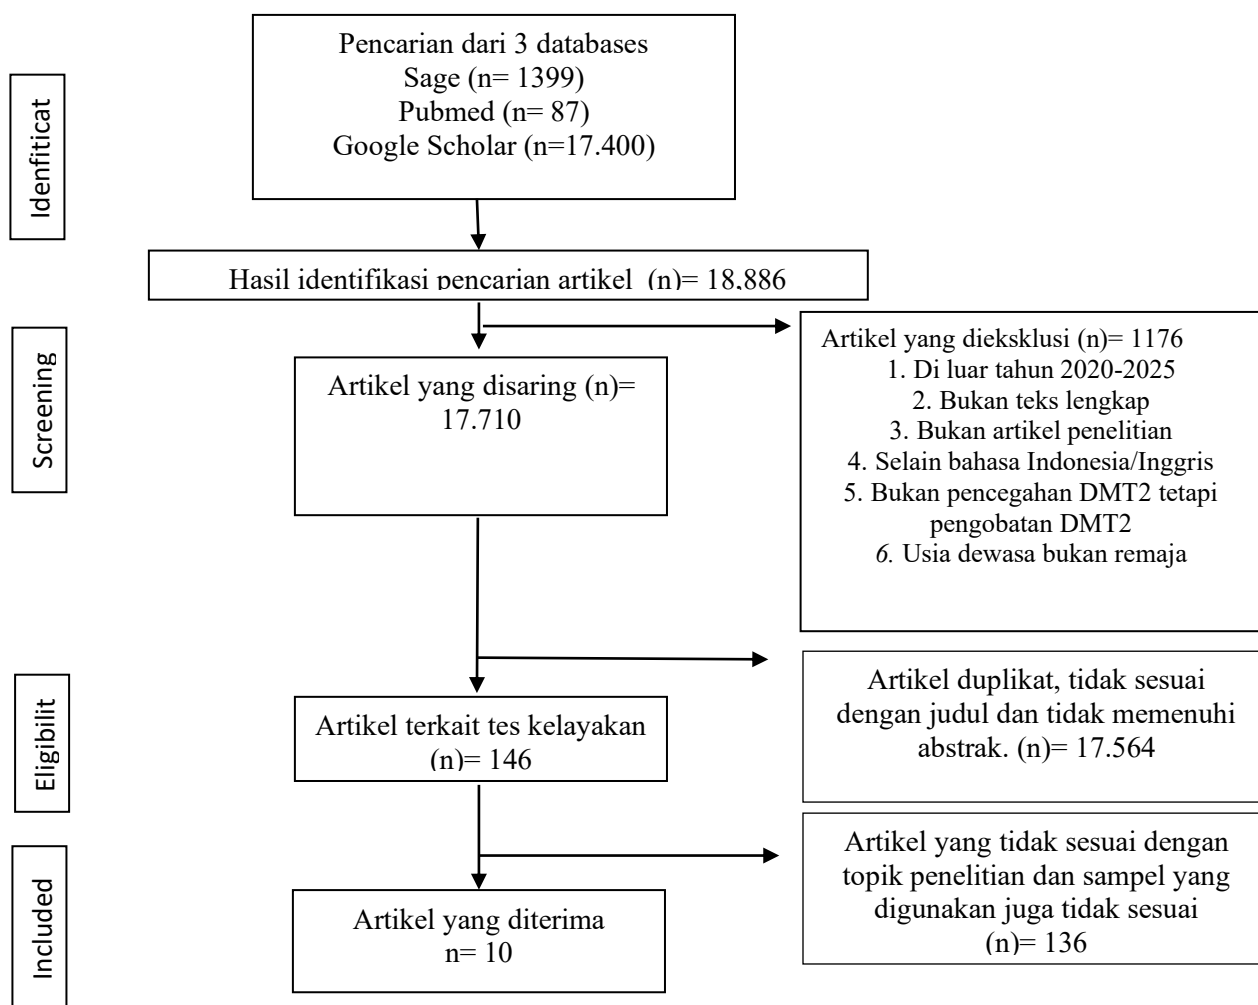 Idenfiticat
Pencarian dari 3 databases
Sage (n= 1399)
Pubmed (n= 87)
Google Scholar (n=17.400)
Hasil identifikasi pencarian artikel (n)= 18,886
Screening
Artikel yang disaring (n)=
17.710
Artikel yang dieksklusi (n)= 1176
1. Di luar tahun 2020-2025
2. Bukan teks lengkap
3. Bukan artikel penelitian
4. Selain bahasa Indonesia/Inggris
5. Bukan pencegahan DMT2 tetapi
pengobatan DMT2
6. Usia dewasa bukan remaja
Eligibilit
Artikel terkait tes kelayakan
(n)= 146
Artikel duplikat, tidak sesuai
dengan judul dan tidak memenuhi
abstrak. (n)= 17.564
Included
Artikel yang diterima
n= 10
Artikel yang tidak sesuai dengan
topik penelitian dan sampel yang
digunakan juga tidak sesuai
(n)= 136